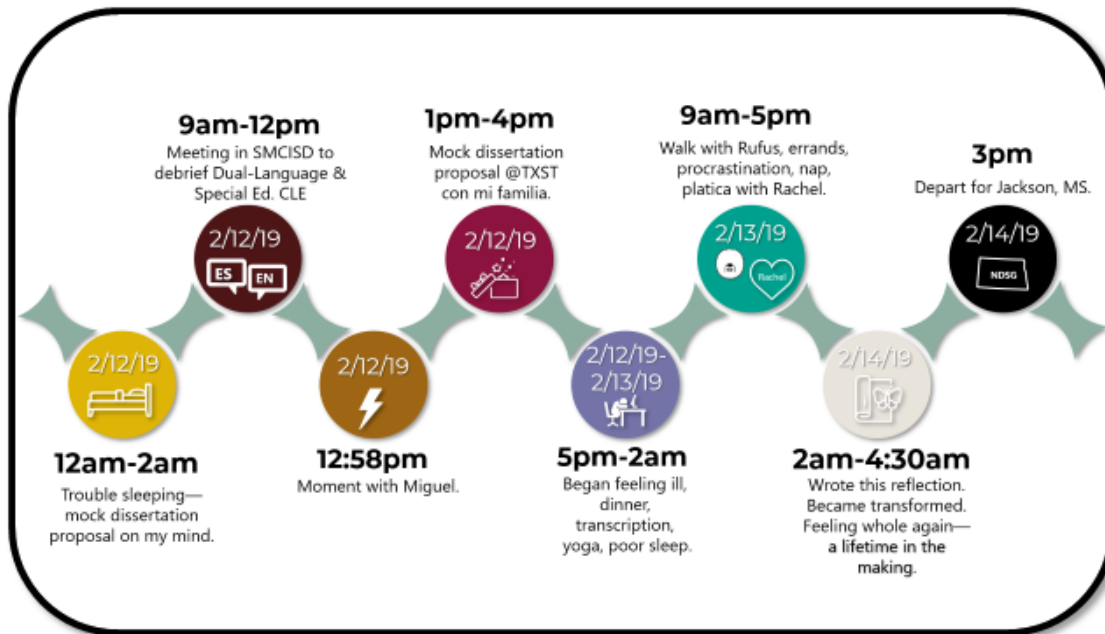 2/12/19
12am-2am
Trouble sleeping—
mock dissertation
proposal on my mind.
9am-12pm
Meeting in SMCISD to
debrief Dual-Language &
Special Ed. CLE
2/12/19
ES
EN
2/12/19
12:58pm
Moment with Miguel.
1pm-4pm
Mock dissertation
proposal @TXST
con mi familia.
2/12/19
2/12/19-
2/13/19
5pm-2am
Began feeling ill,
dinner,
transcription,
yoga, poor sleep.
9am-5pm
Walk with Rufus, errands,
procrastination, nap,
platica with Rachel.
2/13/19
Rachel
2/14/19
2am-4:30am
Wrote this reflection.
Became transformed.
Feeling whole again—
a lifetime in the
making.
3pm
Depart for Jackson, MS.
2/14/19
NDSG